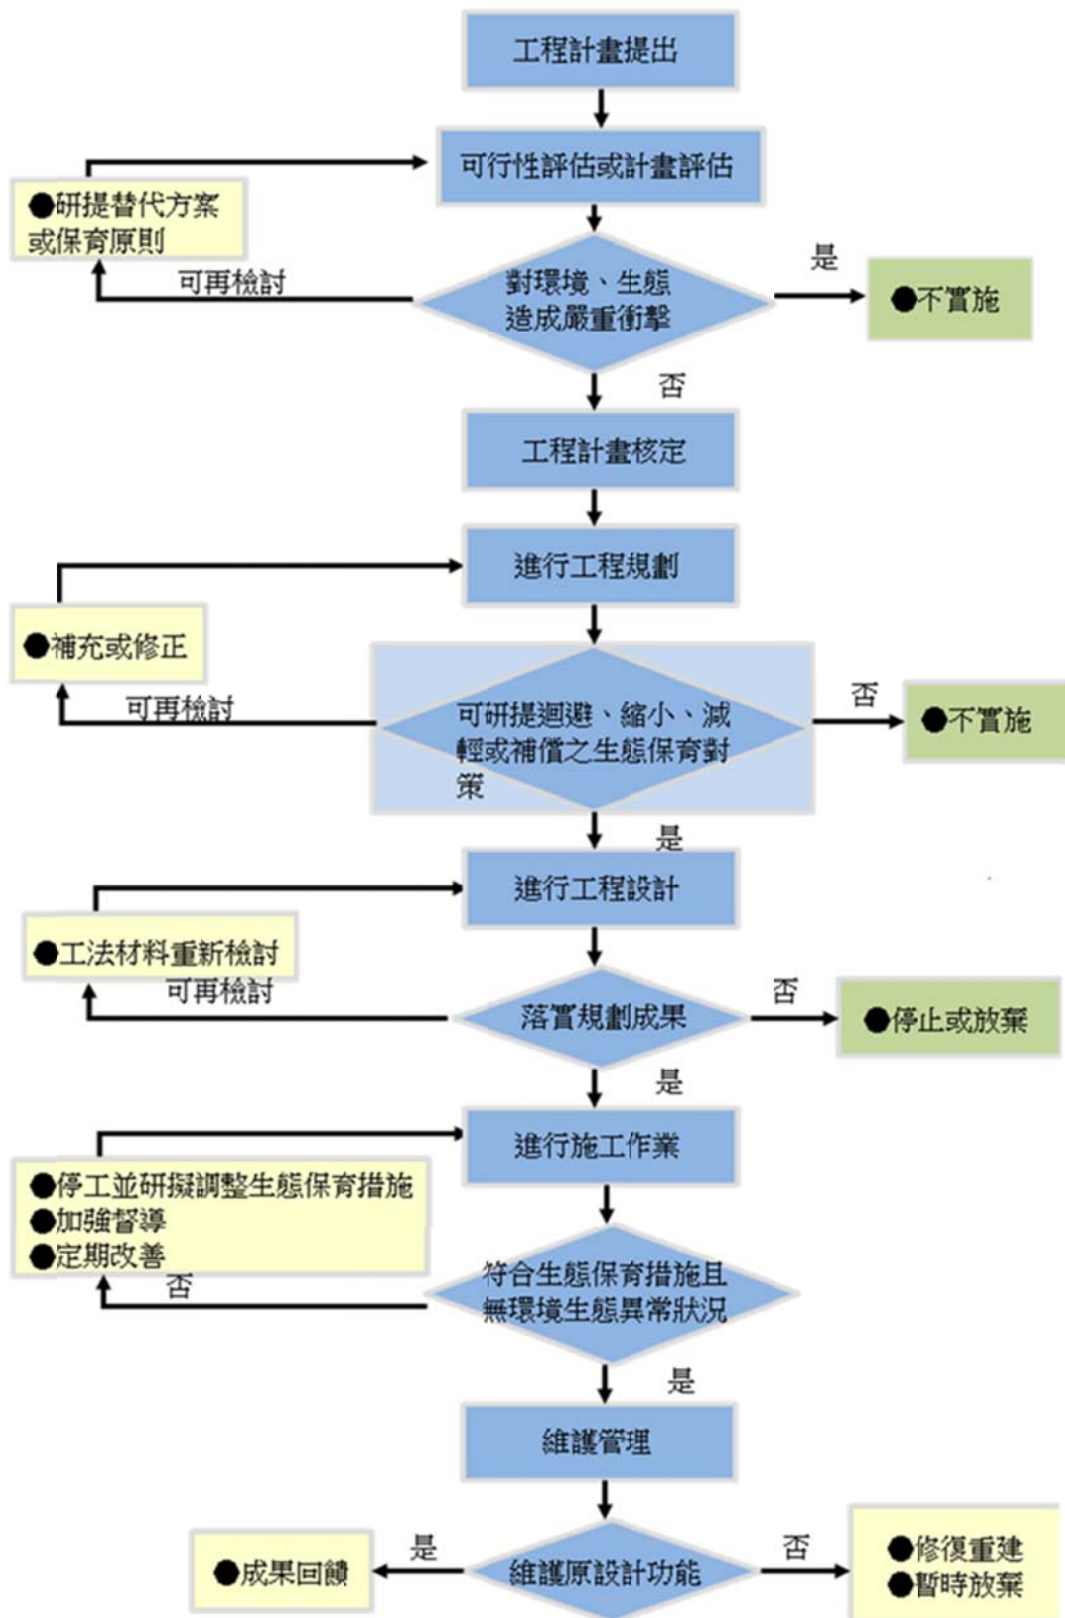 工程計畫提出
可行性評估或計畫評估
●研提替代方案
或保育原則
可再檢討
對環境、生態
造成嚴重衝擊
是
●不實施
否
工程計畫核定
進行工程規劃
●補充或修正
可再檢討
可研提迴避、縮小、減
輕或補償之生態保育對
策
否
●不實施
是
進行工程設計
●工法材料重新檢討
可再檢討
落實規劃成果
否
●停止或放棄
是
進行施工作業
●停工並研擬調整生態保育措施
●加強督導
●定期改善
否
符合生態保育措施且
無環境生態異常狀況
是
維護管理
●成果回饋
是
維護原設計功能
否
●修復重建
●暫時放棄